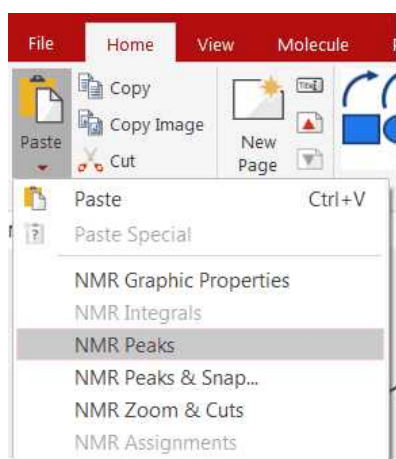 File Home View Molecule
Copy
Copy Image
Cut
Paste
New
Page
Title
Paste Ctrl+V
Paste Special
NMR Graphic Properties
NMR Integrals
NMR Peaks
NMR Peaks & Snap...
NMR Zoom & Cuts
NMR Assignments